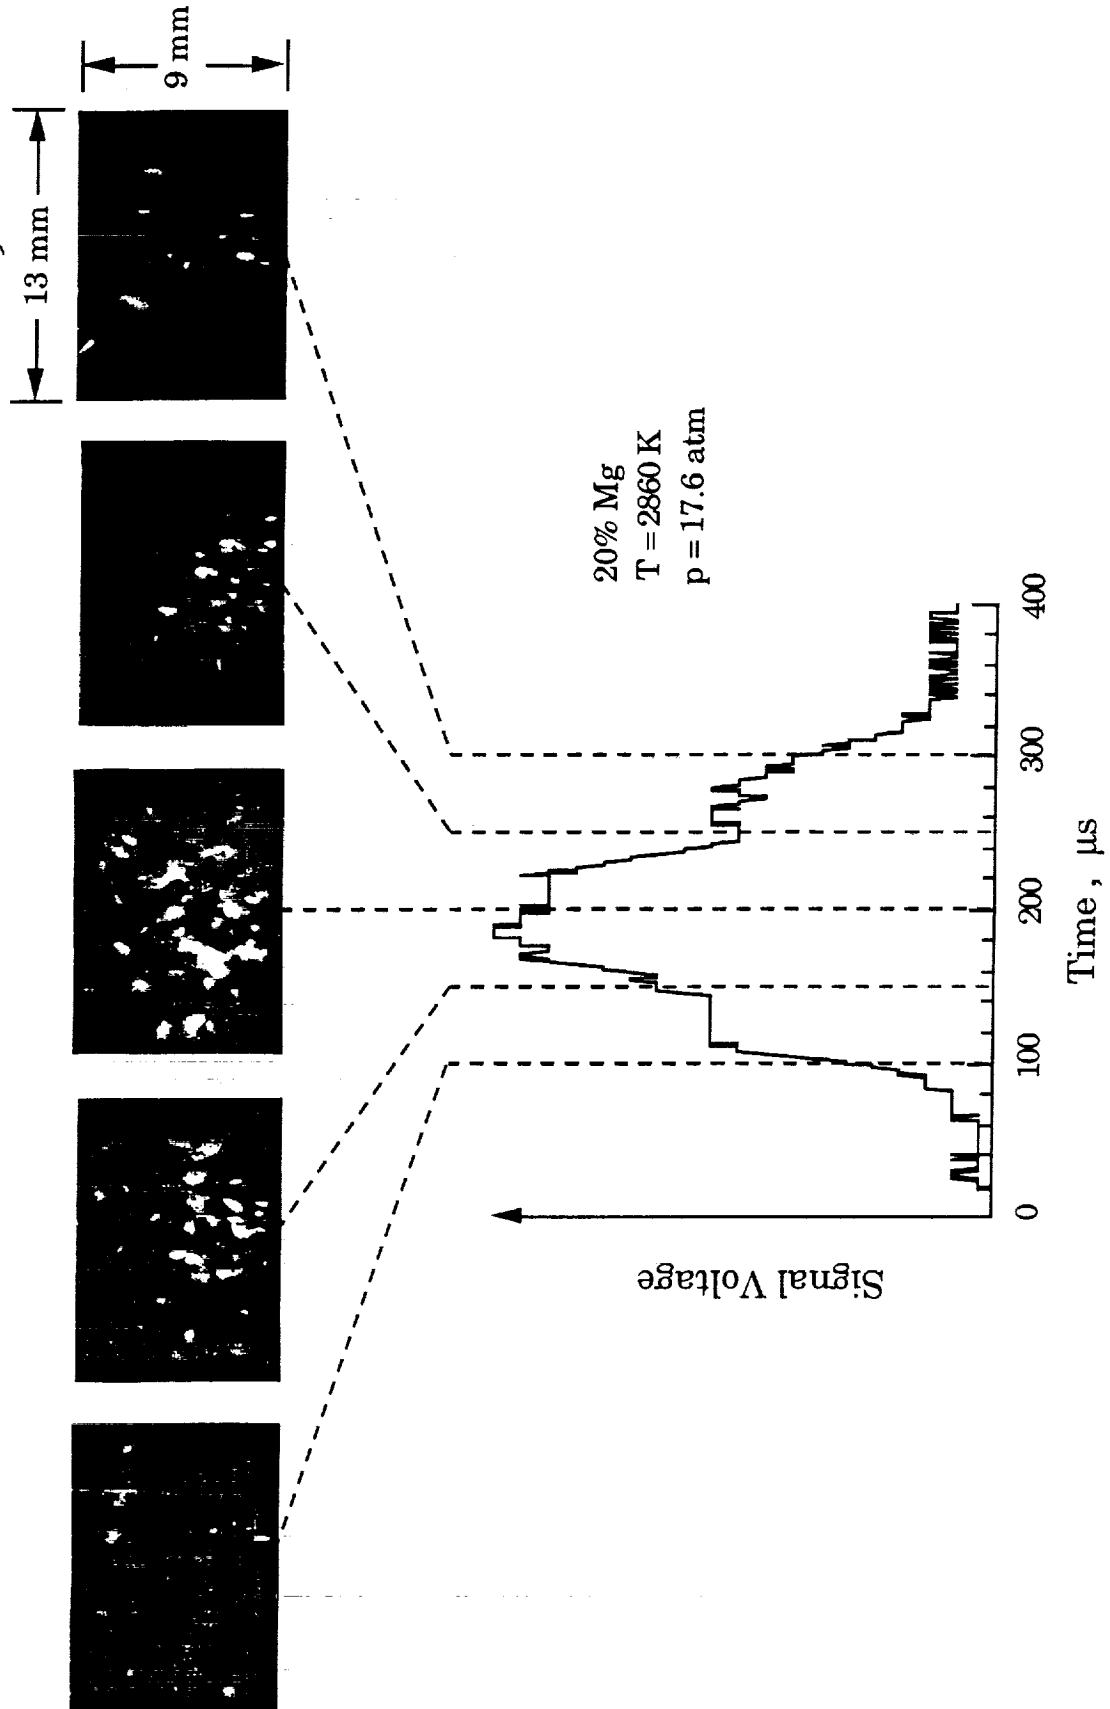 13 mm
9 mm
20% Mg
T = 2860 K
p = 17.6 atm
Signal Voltage
0
100
200
300
400
Time, μs